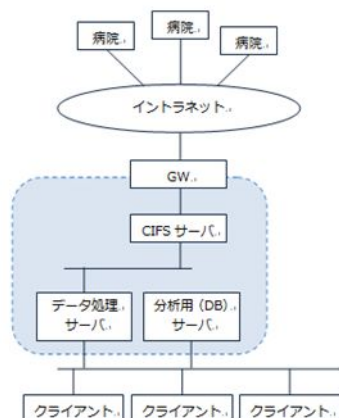 病院
病院
病院
イントラネット
GW
CIFS サーバ
データ処理
サーバ
分析用（DB）
サーバ
クライアント
クライアント
クライアント